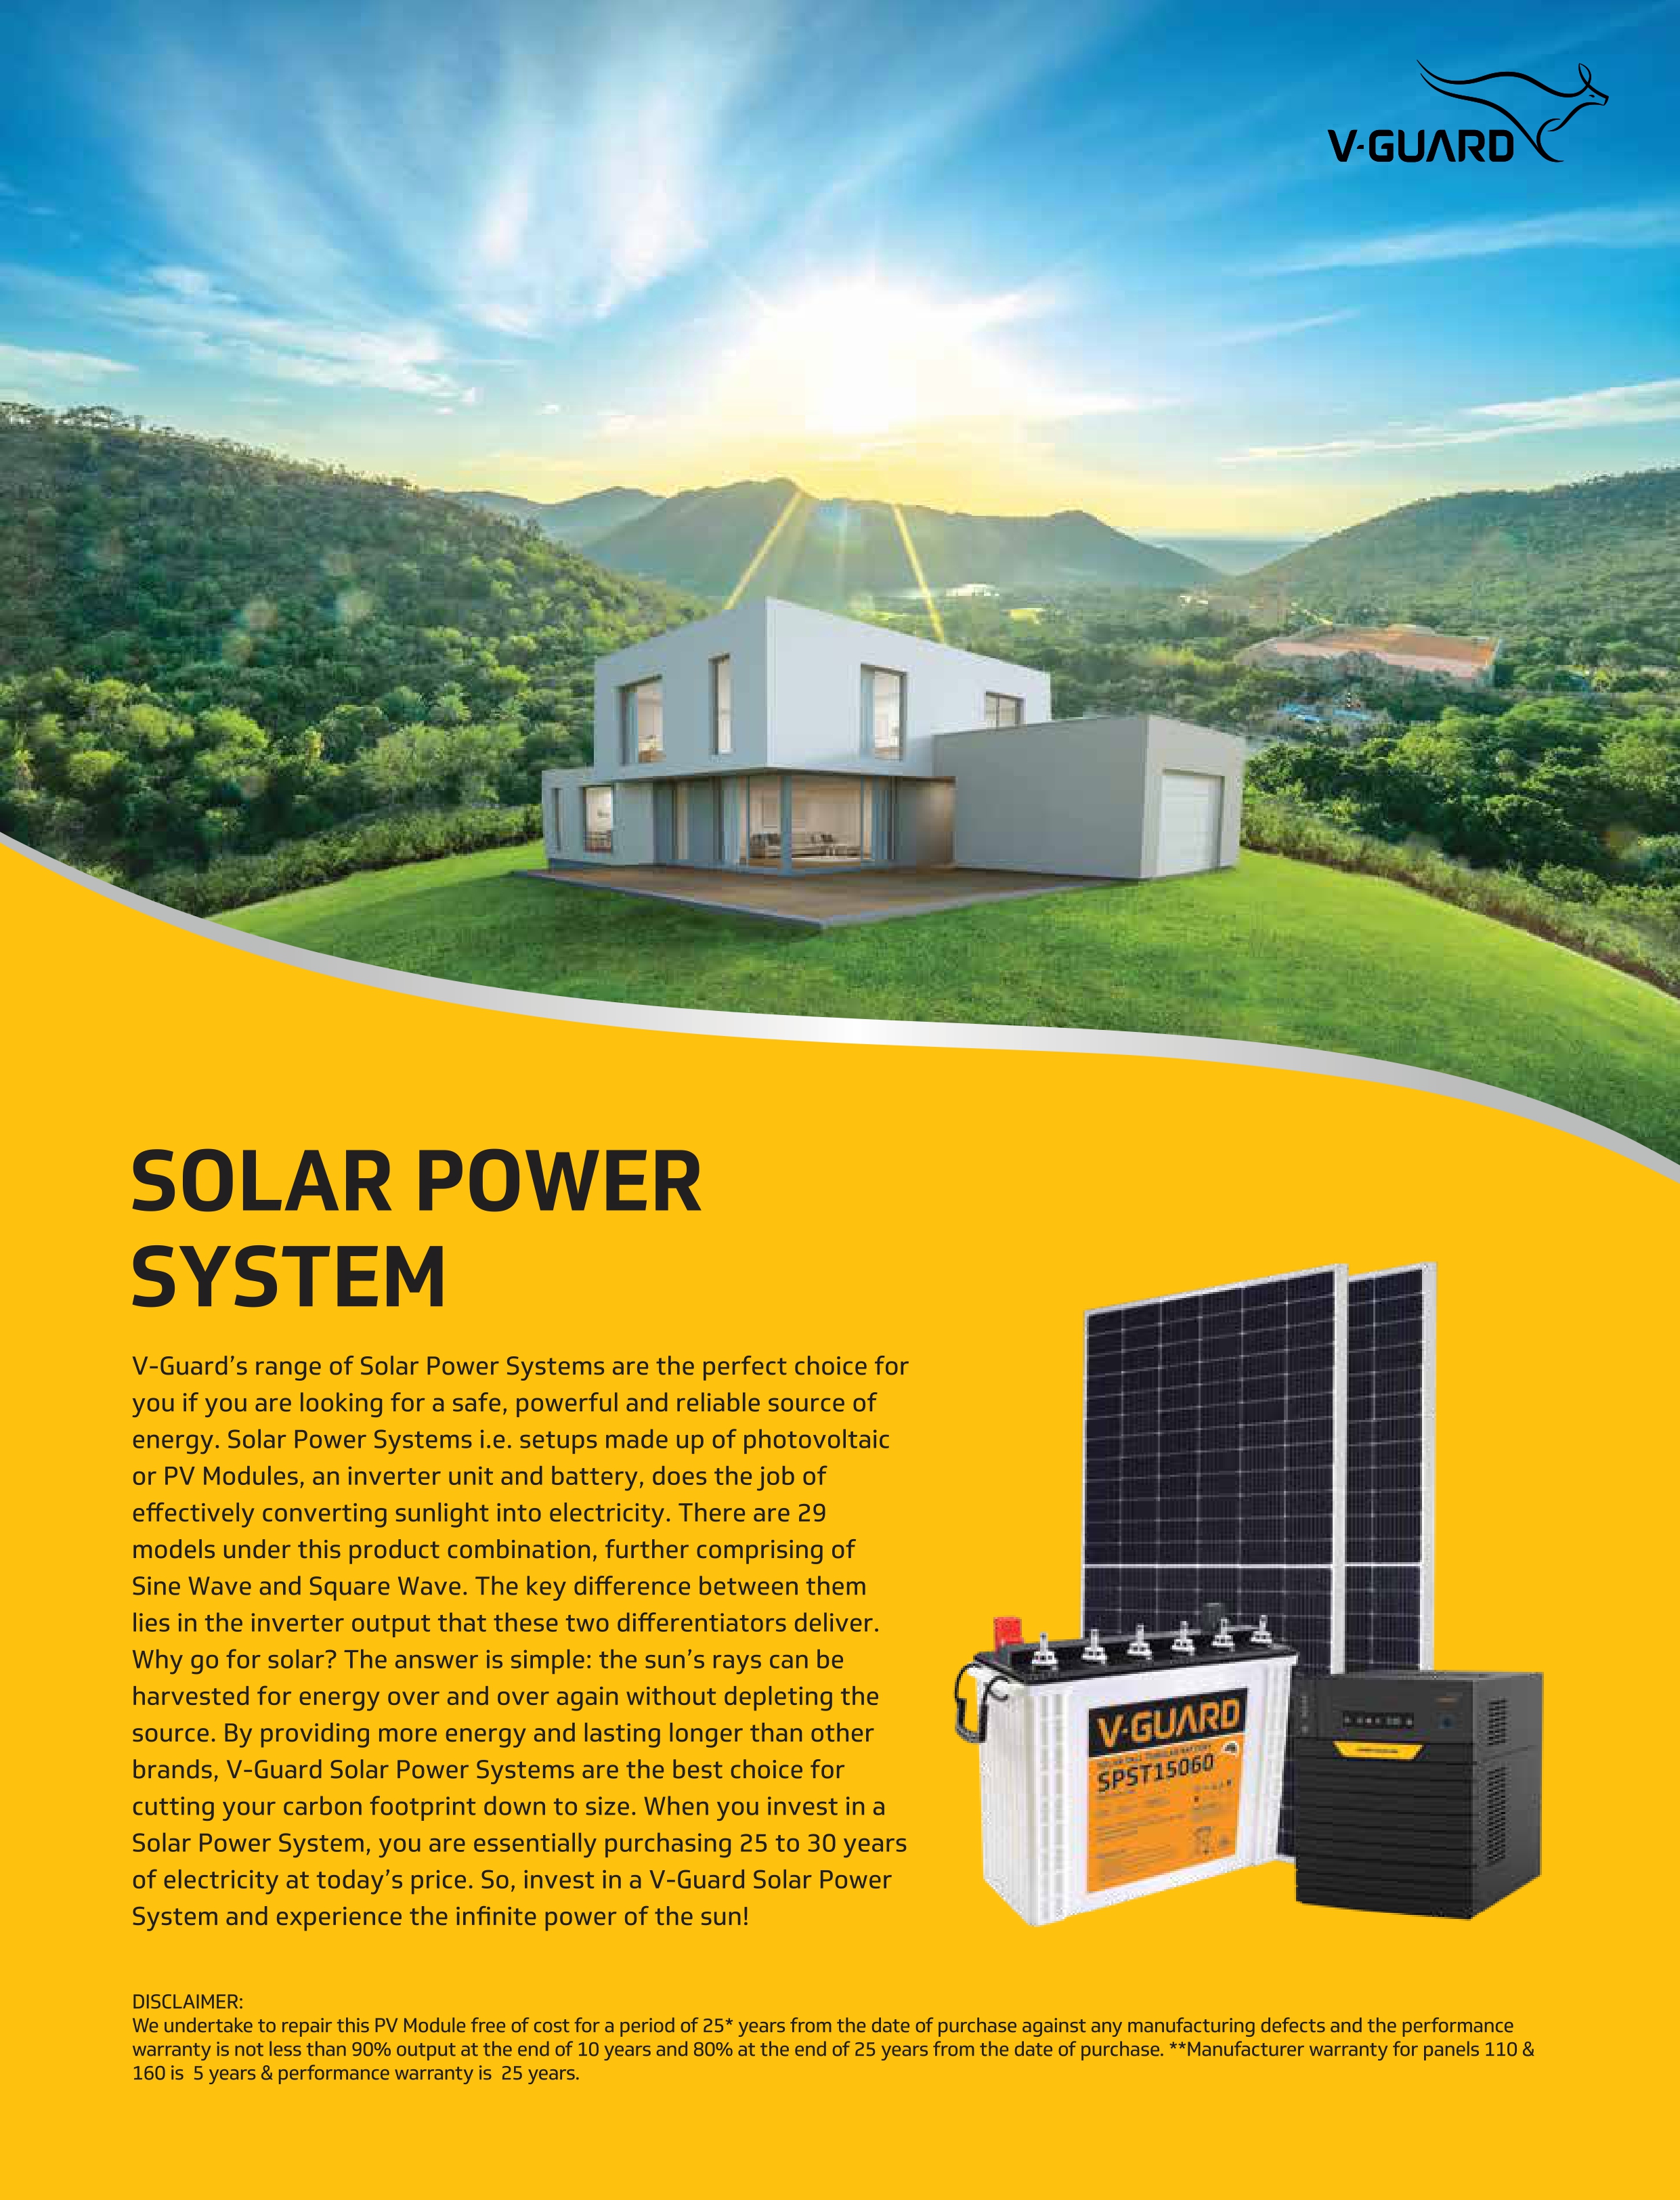 V-GUARD
SOLAR POWER
SYSTEM
V-Guard’s range of Solar Power Systems are the perfect choice for
you if you are looking for a safe, powerful and reliable source of
energy. Solar Power Systems i.e. setups made up of photovoltaic
or PV Modules, an inverter unit and battery, does the job of
effectively converting sunlight into electricity. There are 29
models under this product combination, further comprising of
Sine Wave and Square Wave. The key difference between them
lies in the inverter output that these two differentiators deliver.
Why go for solar? The answer is simple: the sun’s rays can be
harvested for energy over and over again without depleting the
source. By providing more energy and lasting longer than other
brands, V-Guard Solar Power Systems are the best choice for
cutting your carbon footprint down to size. When you invest in a
Solar Power System, you are essentially purchasing 25 to 30 years
of electricity at today’s price. So, invest in a V-Guard Solar Power
System and experience the infinite power of the sun!
V-GUARD
SOLAR TALL TUBULAR BATTERY
SPST15060
DISCLAIMER:
We undertake to repair this PV Module free of cost for a period of 25* years from the date of purchase against any manufacturing defects and the performance
warranty is not less than 90% output at the end of 10 years and 80% at the end of 25 years from the date of purchase. **Manufacturer warranty for panels 110 &
160 is  5 years & performance warranty is  25 years.